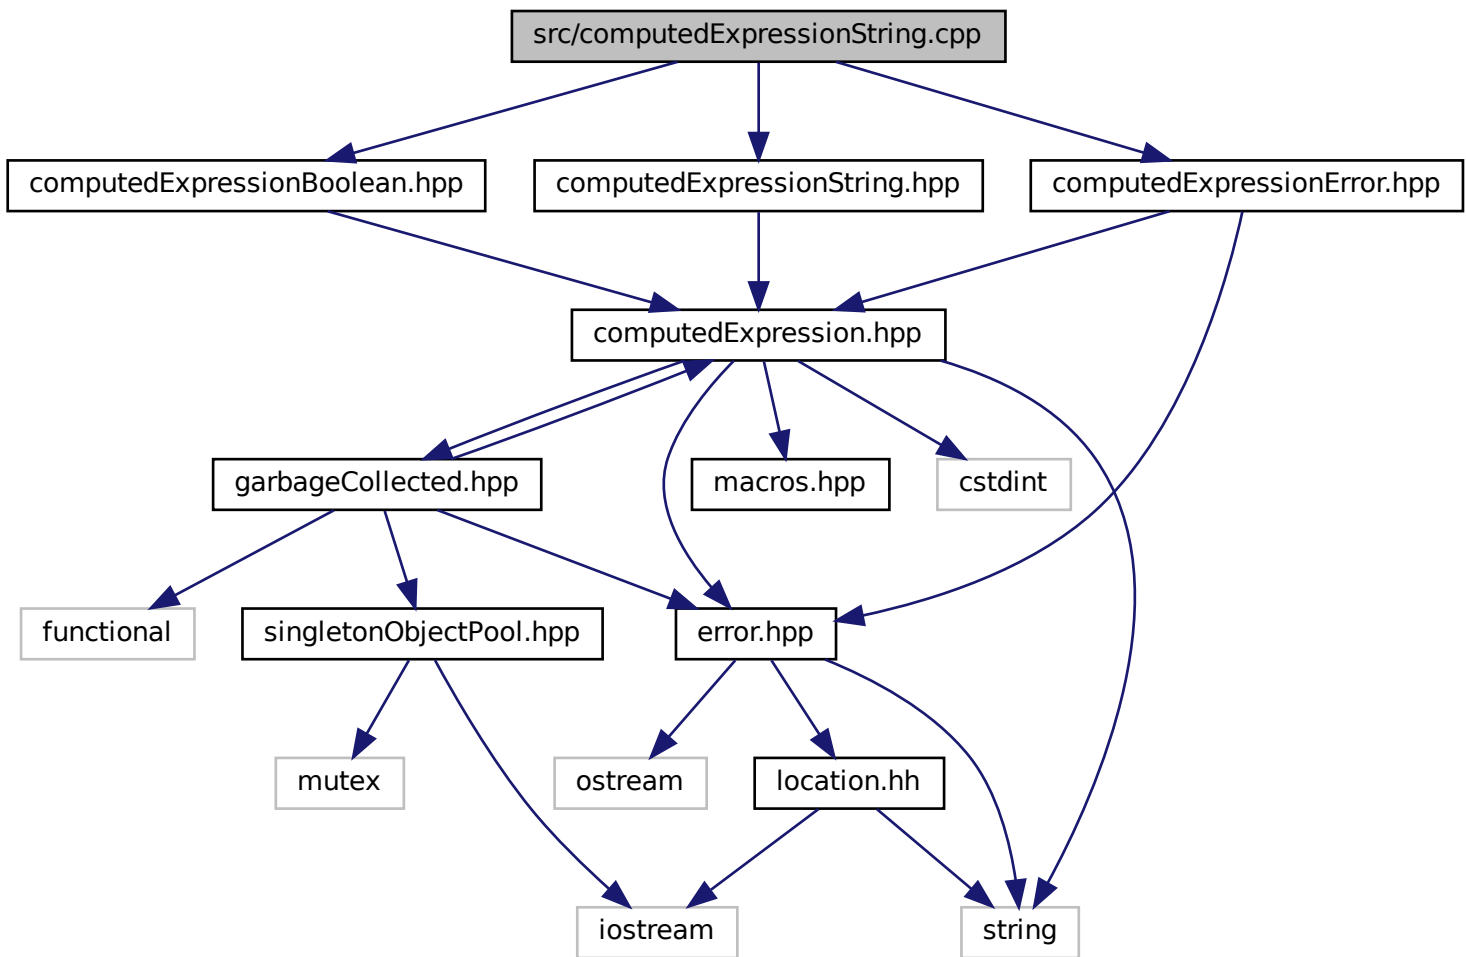 src/computedExpressionString.cpp
computedExpressionBoolean.hpp
computedExpressionString.hpp
computedExpressionError.hpp
computedExpression.hpp
garbageCollected.hpp
macros.hpp
cstdint
functional
singletonObjectPool.hpp
error.hpp
mutex
ostream
location.hh
iostream
string